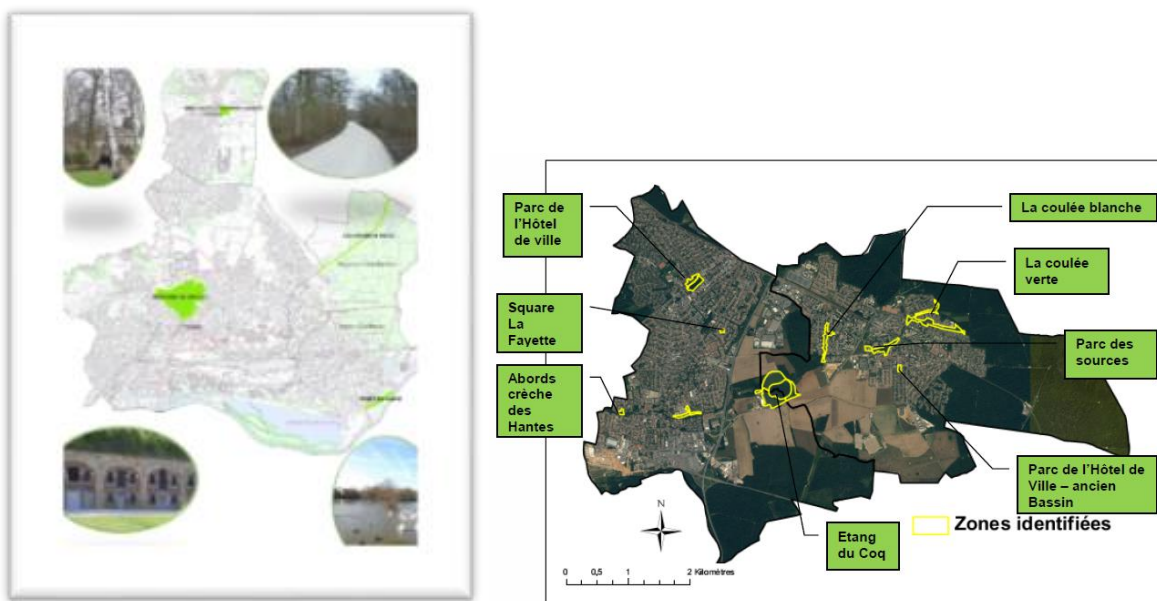 Parc de
l'Hôtel
de ville
Square
La
Fayette
Abords
crèche
des
Hantes
La coulée blanche
La coulée
verte
Parc des
sources
Parc de l'Hôtel de
Ville – ancien
Bassin
Etang
du Coq
Zones identifiées
N
0 0,5 1 2 Kilomètres